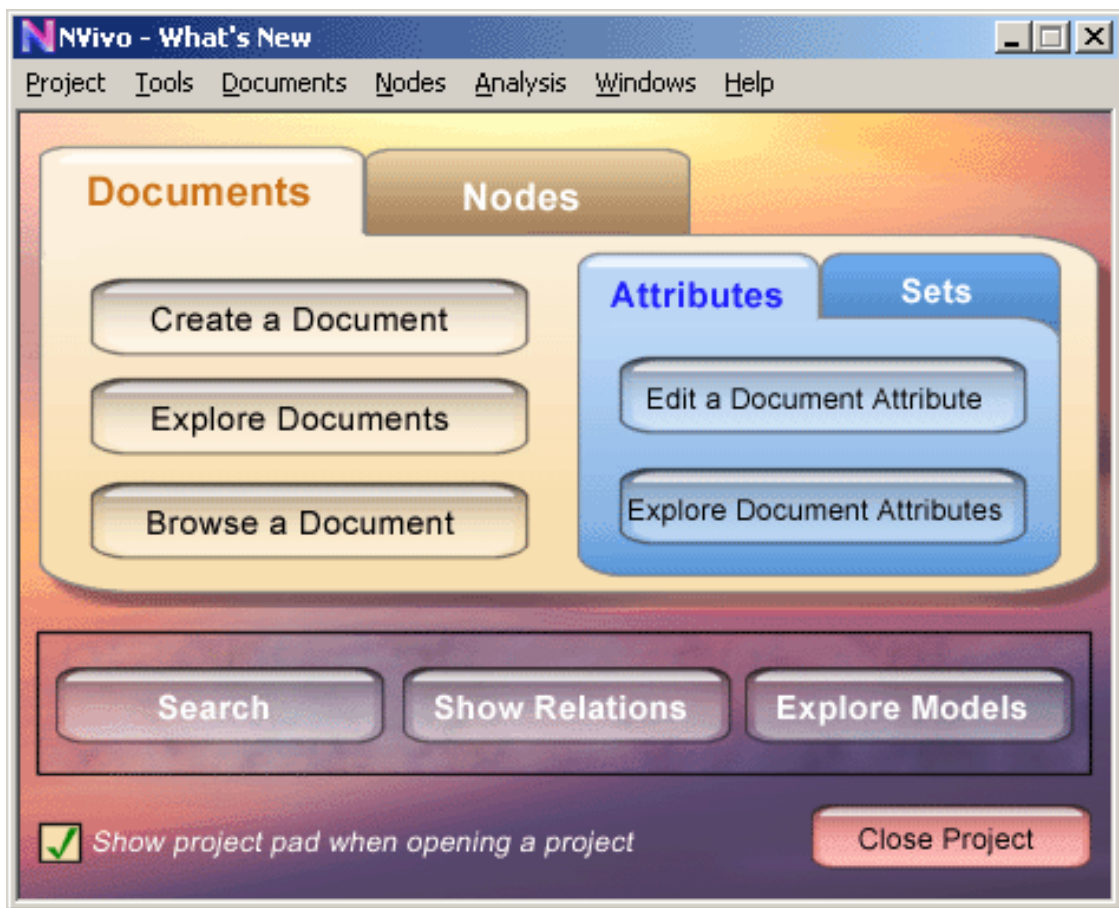 NVivo - What's New
Project Tools Documents Nodes Analysis Windows Help
Documents
Nodes
Attributes
Sets
Create a Document
Explore Documents
Browse a Document
Edit a Document Attribute
Explore Document Attributes
Search
Show Relations
Explore Models
Show project pad when opening a project
Close Project